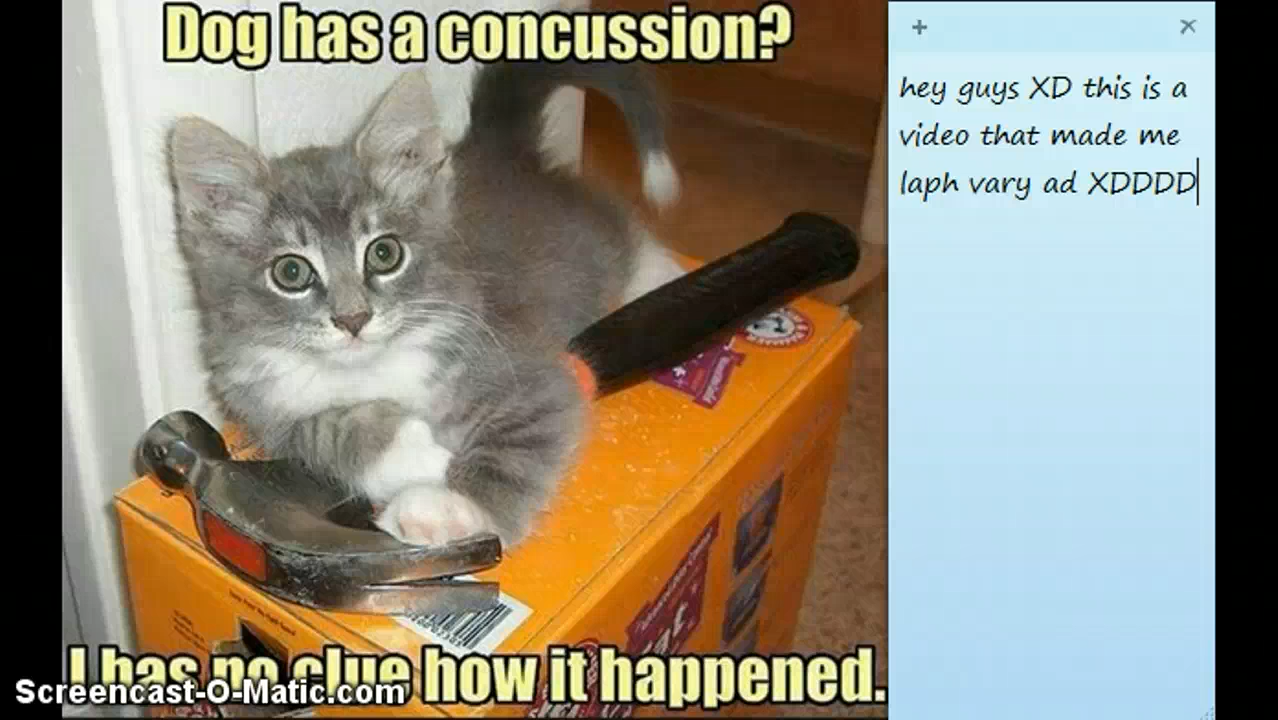 Dog has a concussion?
I has no clue how it happened.
Screencast-O-Matic.com
+ ×
hey guys XD this is a
video that made me
laph vary ad XDDDD